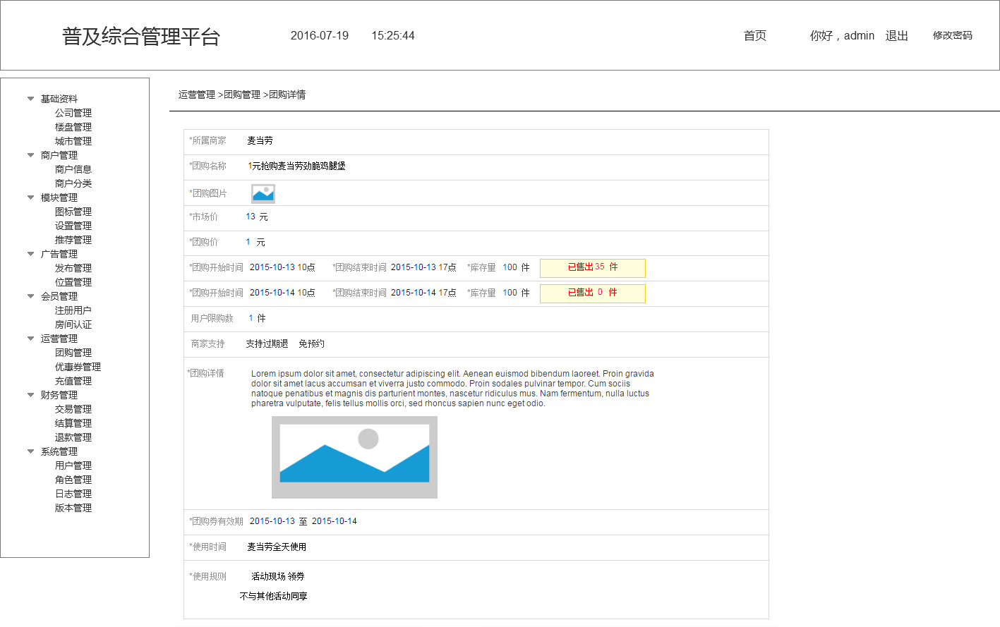 普及综合管理平台 2016-07-19 15:25:44 首页 你好，admin 退出 修改密码
基础资料
公司管理
楼盘管理
城市管理
商户管理
商户信息
商户分类
模块管理
图标管理
设置管理
推荐管理
广告管理
发布管理
位置管理
会员管理
注册用户
房间认证
运营管理
团购管理
优惠券管理
充值管理
财务管理
交易管理
结算管理
退款管理
系统管理
用户管理
角色管理
日志管理
版本管理
运营管理 >团购管理 >团购详情
*所属商家 麦当劳
*团购名称 1元抢购麦当劳劲脆鸡腿堡
*团购图片
*市场价 13 元
*团购价 1 元
*团购开始时间 2015-10-13 10点 *团购结束时间 2015-10-13 17点 *库存量 100 件 已售出 35 件
*团购开始时间 2015-10-14 10点 *团购结束时间 2015-10-14 17点 *库存量 100 件 已售出 0 件
用户限购数 1 件
商家支持 支持过期退 免预约
*团购详情 Lorem ipsum dolor sit amet, consectetur adipiscing elit. Aenean euismod bibendum laoreet. Proin gravida
dolor sit amet lacus accumsan et viverra justo commodo. Proin sodales pulvinar tempor. Cum sociis
natoque penatibus et magnis dis parturient montes, nascetur ridiculus mus. Nam fermentum, nulla luctus
pharetra vulputate, felis tellus mollis orci, sed rhoncus sapien nunc eget odio.
*团购券有效期 2015-10-13 至 2015-10-14
*使用时间 麦当劳全天使用
*使用规则 活动现场 领券
不与其他活动同享